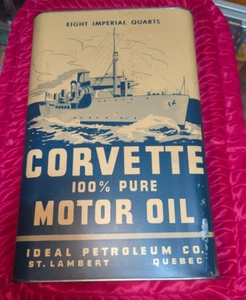 EIGHT IMPERIAL QUARTS
CORVETTE
100% PURE
MOTOR OIL
IDEAL PETROLEUM CO.
ST. LAMBERT QUEBEC